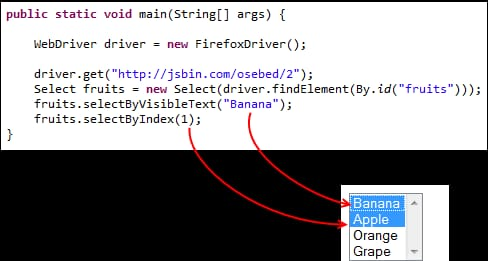 public static void main(String[] args) {
WebDriver driver = new FirefoxDriver();
driver.get("http://jsbin.com/osebed/2");
Select fruits = new Select(driver.findElement(By.id("fruits")));
fruits.selectByVisibleText("Banana");
fruits.selectByIndex(1);
}
Banana
Apple
Orange
Grape